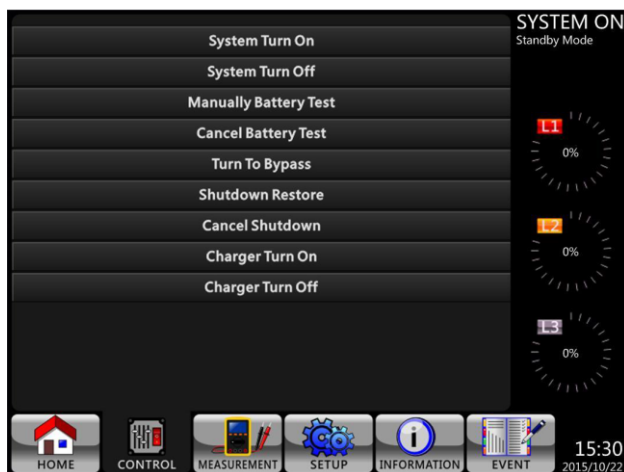 SYSTEM ON
Standby Mode
System Turn On
System Turn Off
Manually Battery Test
Cancel Battery Test
Turn To Bypass
Shutdown Restore
Cancel Shutdown
Charger Turn On
Charger Turn Off
L1
0%
L2
0%
L3
0%
HOME
CONTROL
MEASUREMENT
SETUP
INFORMATION
EVENT
15:30
2015/10/22